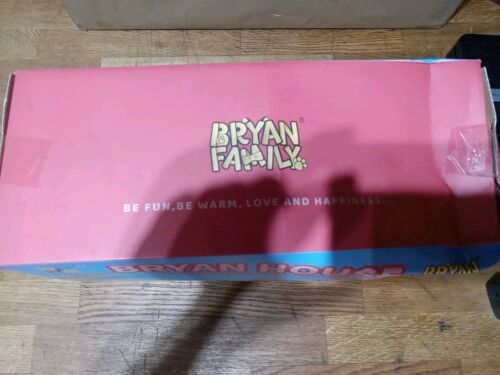 BRYAN
FAMILY
®
BE FUN,BE WARM. LOVE AND HAPPINESS.
BRYAN HOUSE
BRYAN